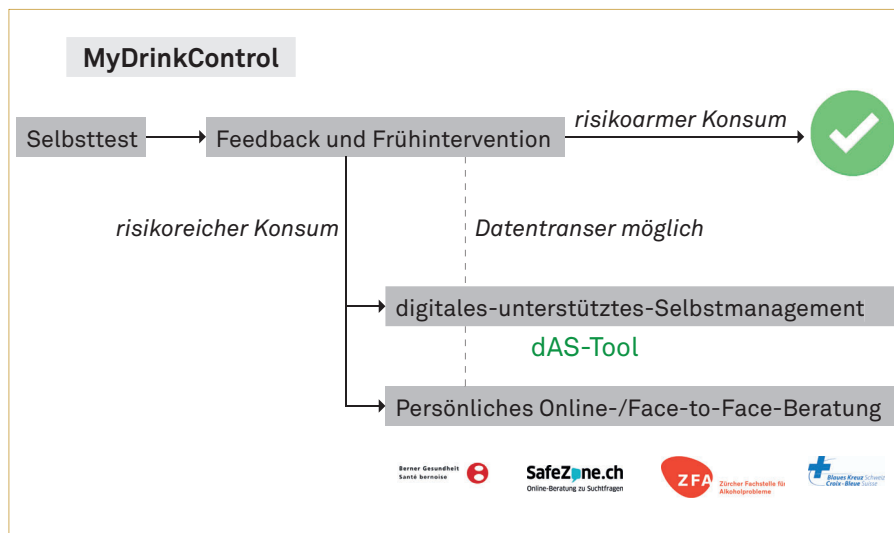 MyDrinkControl
Selbsttest
Feedback und Frühintervention
risikoarmer Konsum
risikoreicher Konsum
Datentranser möglich
digitales-unterstütztes-Selbstmanagement
dAS-Tool
Persönliches Online-/Face-to-Face-Beratung
Berner Gesundheit
Santé bernoise
SafeZone.ch
Online-Beratung zu Suchtfragen
ZFA
Zürcher Fachstelle für
Alkoholprobleme
Blaues Kreuz Schweiz
Croix-Bleue Suisse